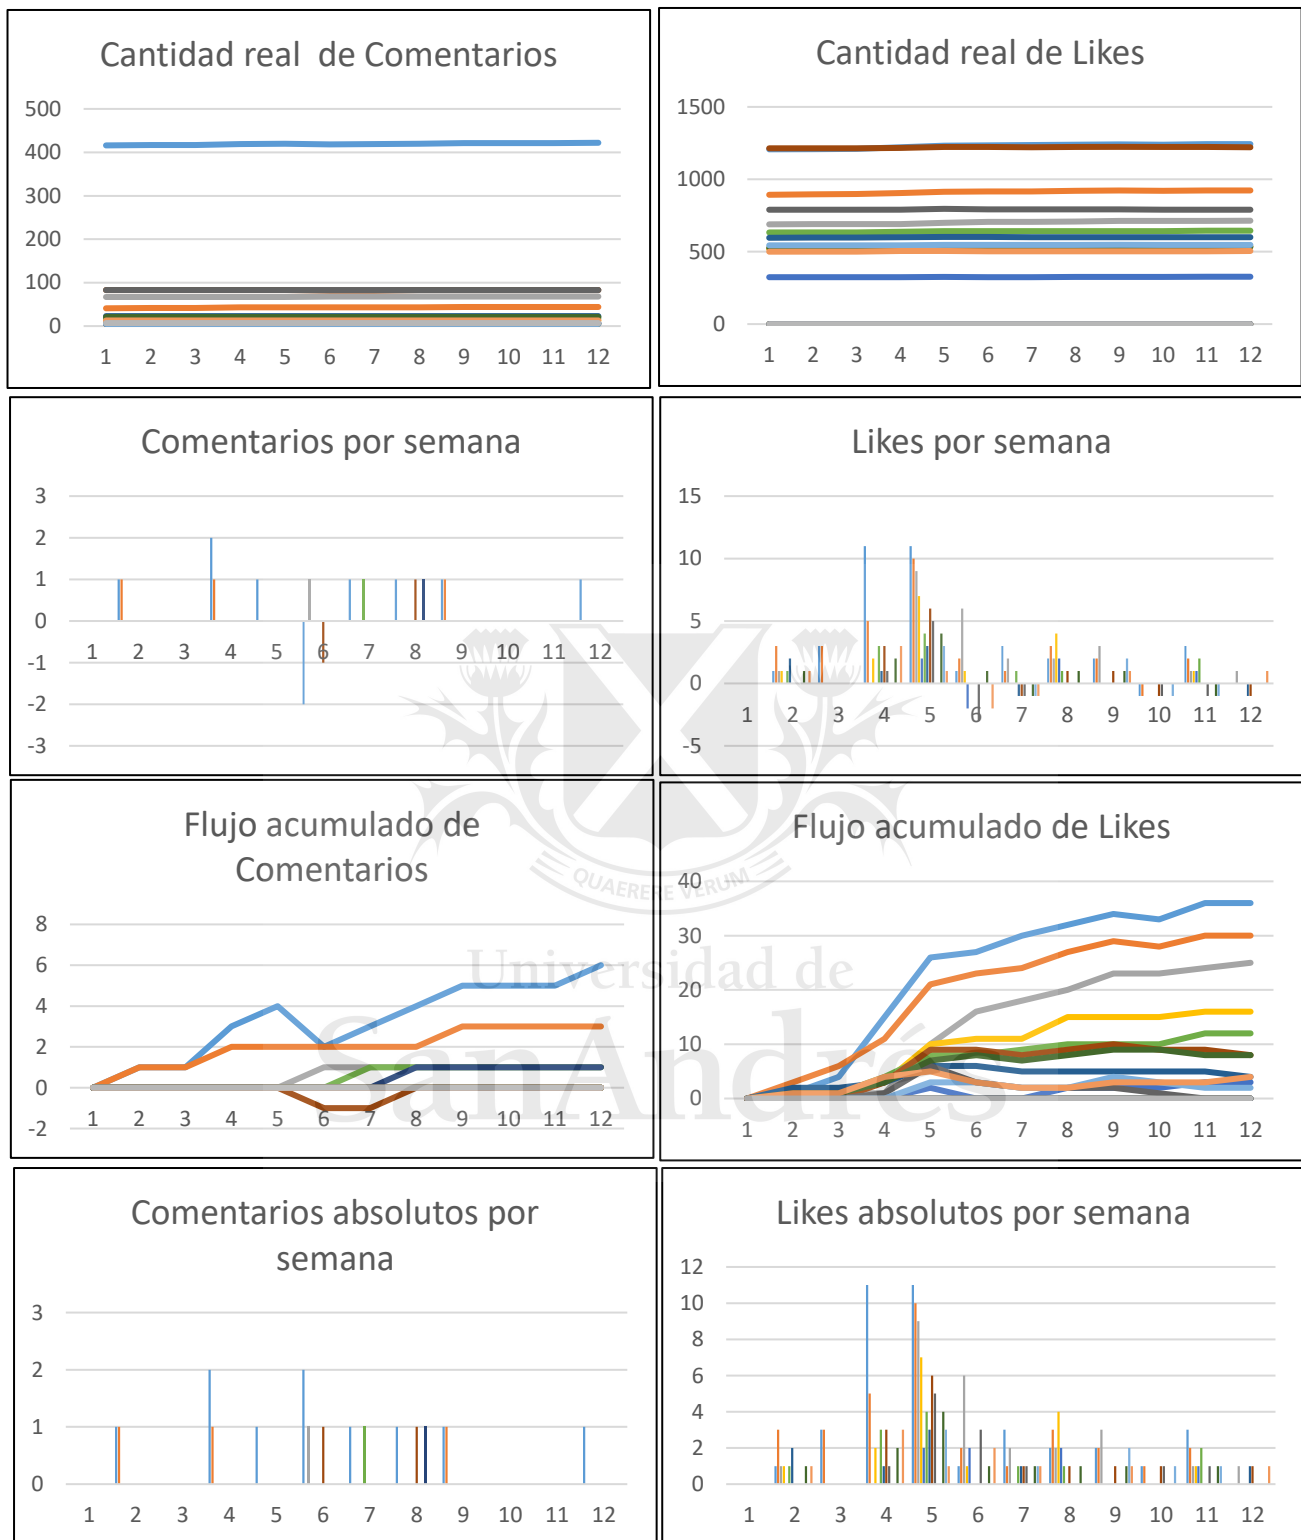 Cantidad real de Comentarios
500
400
300
200
100
0
1 2 3 4 5 6 7 8 9 10 11 12
Cantidad real de Likes
1500
1000
500
0
1 2 3 4 5 6 7 8 9 10 11 12
Comentarios por semana
3
2
1
0
-1
-2
-3
1 2 3 4 5 6 7 8 9 10 11 12
Likes por semana
15
10
5
0
-5
1 2 3 4 5 6 7 8 9 10 11 12
Flujo acumulado de
Comentarios
8
6
4
2
0
-2
1 2 3 4 5 6 7 8 9 10 11 12
Flujo acumulado de Likes
40
30
20
10
0
1 2 3 4 5 6 7 8 9 10 11 12
Comentarios absolutos por
semana
3
2
1
0
1 2 3 4 5 6 7 8 9 10 11 12
Likes absolutos por semana
12
10
8
6
4
2
0
1 2 3 4 5 6 7 8 9 10 11 12
QUAERERE VERUM
Universidad de
SanAndrés